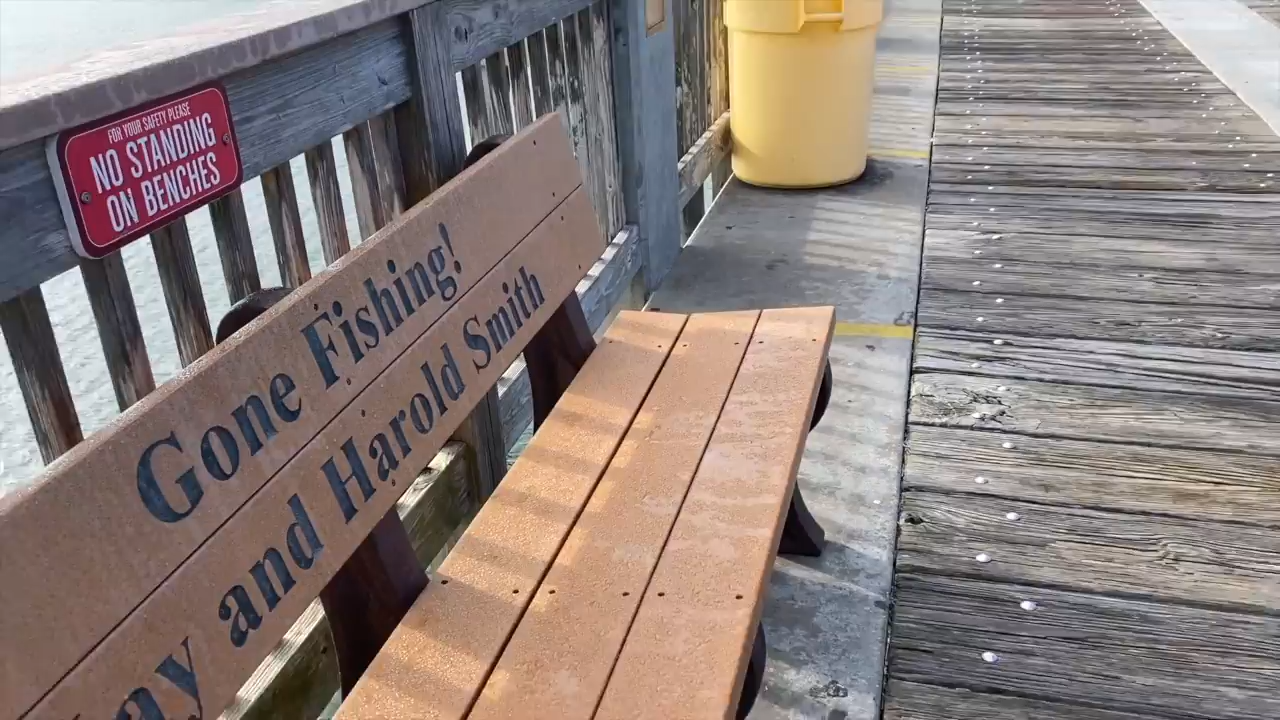 FOR YOUR SAFETY PLEASE
NO STANDING
ON BENCHES
Gone Fishing!
and Harold Smith